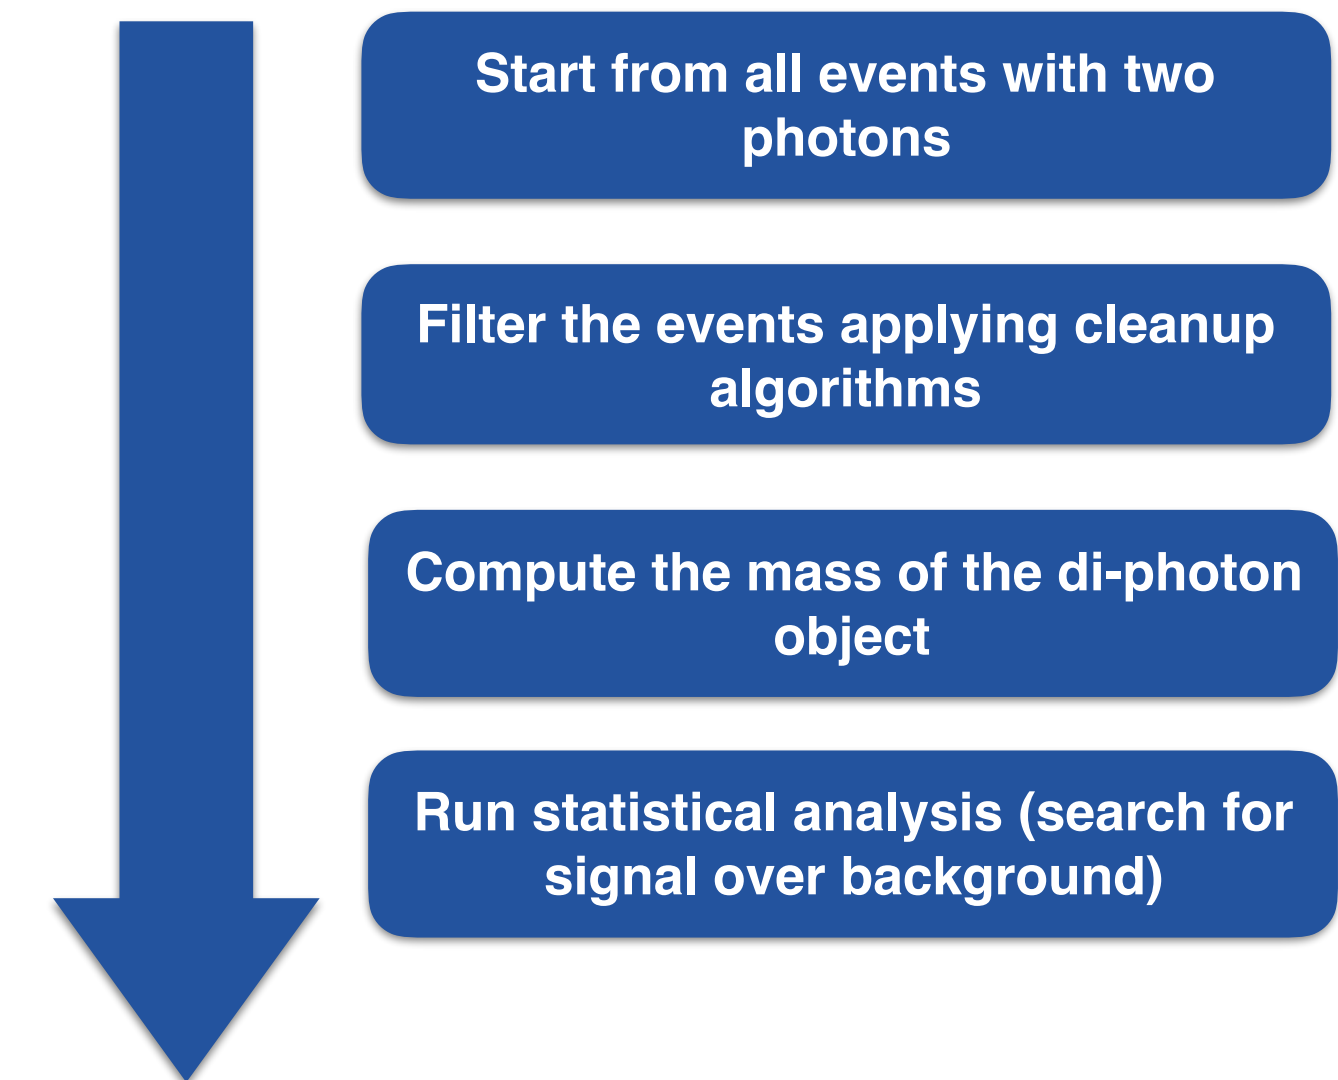 Start from all events with two
photons
Filter the events applying cleanup
algorithms
Compute the mass of the di-photon
object
Run statistical analysis (search for
signal over background)